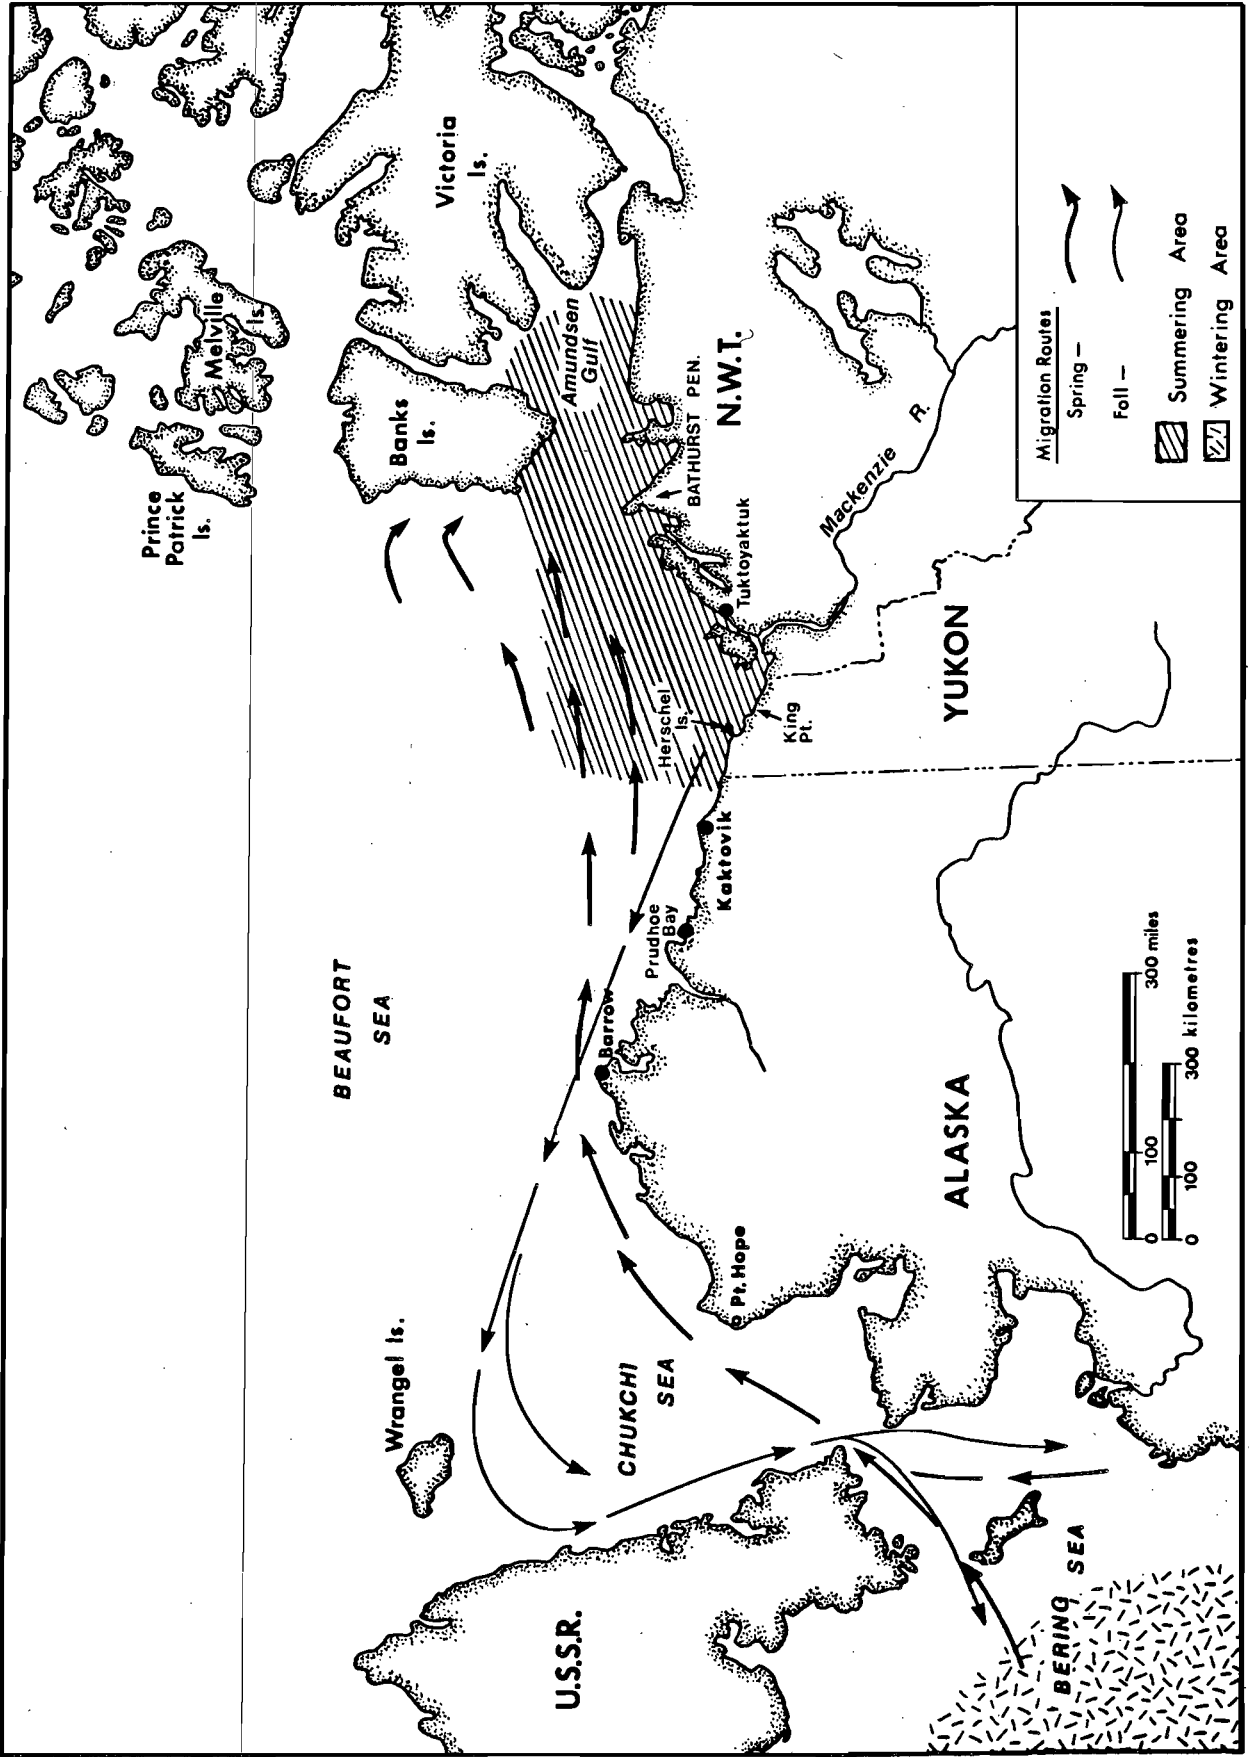 Wrangel Is.
BEAUFORT
SEA
Prince
Patrick
Is.
Melville
Is.
Banks
Is.
Victoria
Is.
Amundsen
Gulf
U.S.S.R.
CHUKCHI
SEA
Pt. Hope
Barrow
Prudhoe
Bay
Kaktovik
Herschel
Is.
King
Pt.
Tuktoyaktuk
BATHURST PEN.
N.W.T.
Mackenzie R.
BERING
SEA
ALASKA
YUKON
0 100 300 miles
0 100 300 kilometres
Migration Routes
Spring –
Fall –
Summering Area
Wintering Area